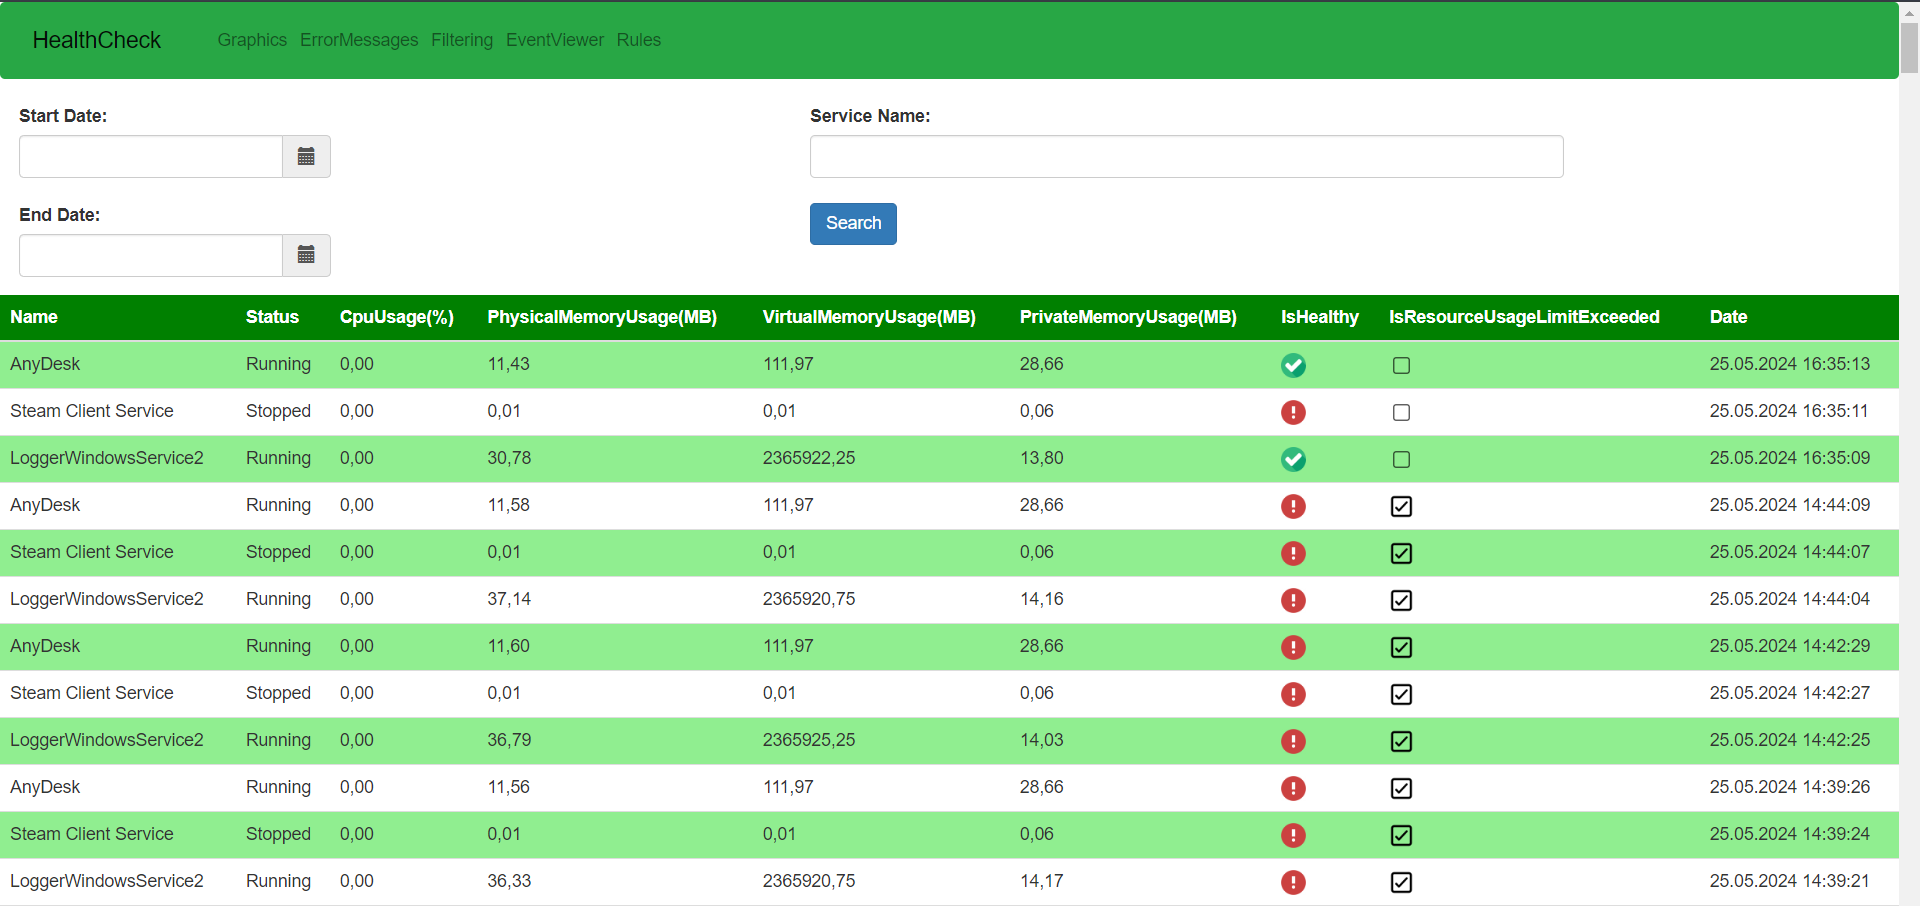 HealthCheck Graphics ErrorMessages Filtering EventViewer Rules
Start Date:
Service Name:
End Date:
Search
Name Status CpuUsage(%) PhysicalMemoryUsage(MB) VirtualMemoryUsage(MB) PrivateMemoryUsage(MB) IsHealthy IsResourceUsageLimitExceeded Date
AnyDesk Running 0,00 11,43 111,97 28,66 25.05.2024 16:35:13
Steam Client Service Stopped 0,00 0,01 0,01 0,06 25.05.2024 16:35:11
LoggerWindowsService2 Running 0,00 30,78 2365922,25 13,80 25.05.2024 16:35:09
AnyDesk Running 0,00 11,58 111,97 28,66 25.05.2024 14:44:09
Steam Client Service Stopped 0,00 0,01 0,01 0,06 25.05.2024 14:44:07
LoggerWindowsService2 Running 0,00 37,14 2365920,75 14,16 25.05.2024 14:44:04
AnyDesk Running 0,00 11,60 111,97 28,66 25.05.2024 14:42:29
Steam Client Service Stopped 0,00 0,01 0,01 0,06 25.05.2024 14:42:27
LoggerWindowsService2 Running 0,00 36,79 2365925,25 14,03 25.05.2024 14:42:25
AnyDesk Running 0,00 11,56 111,97 28,66 25.05.2024 14:39:26
Steam Client Service Stopped 0,00 0,01 0,01 0,06 25.05.2024 14:39:24
LoggerWindowsService2 Running 0,00 36,33 2365920,75 14,17 25.05.2024 14:39:21